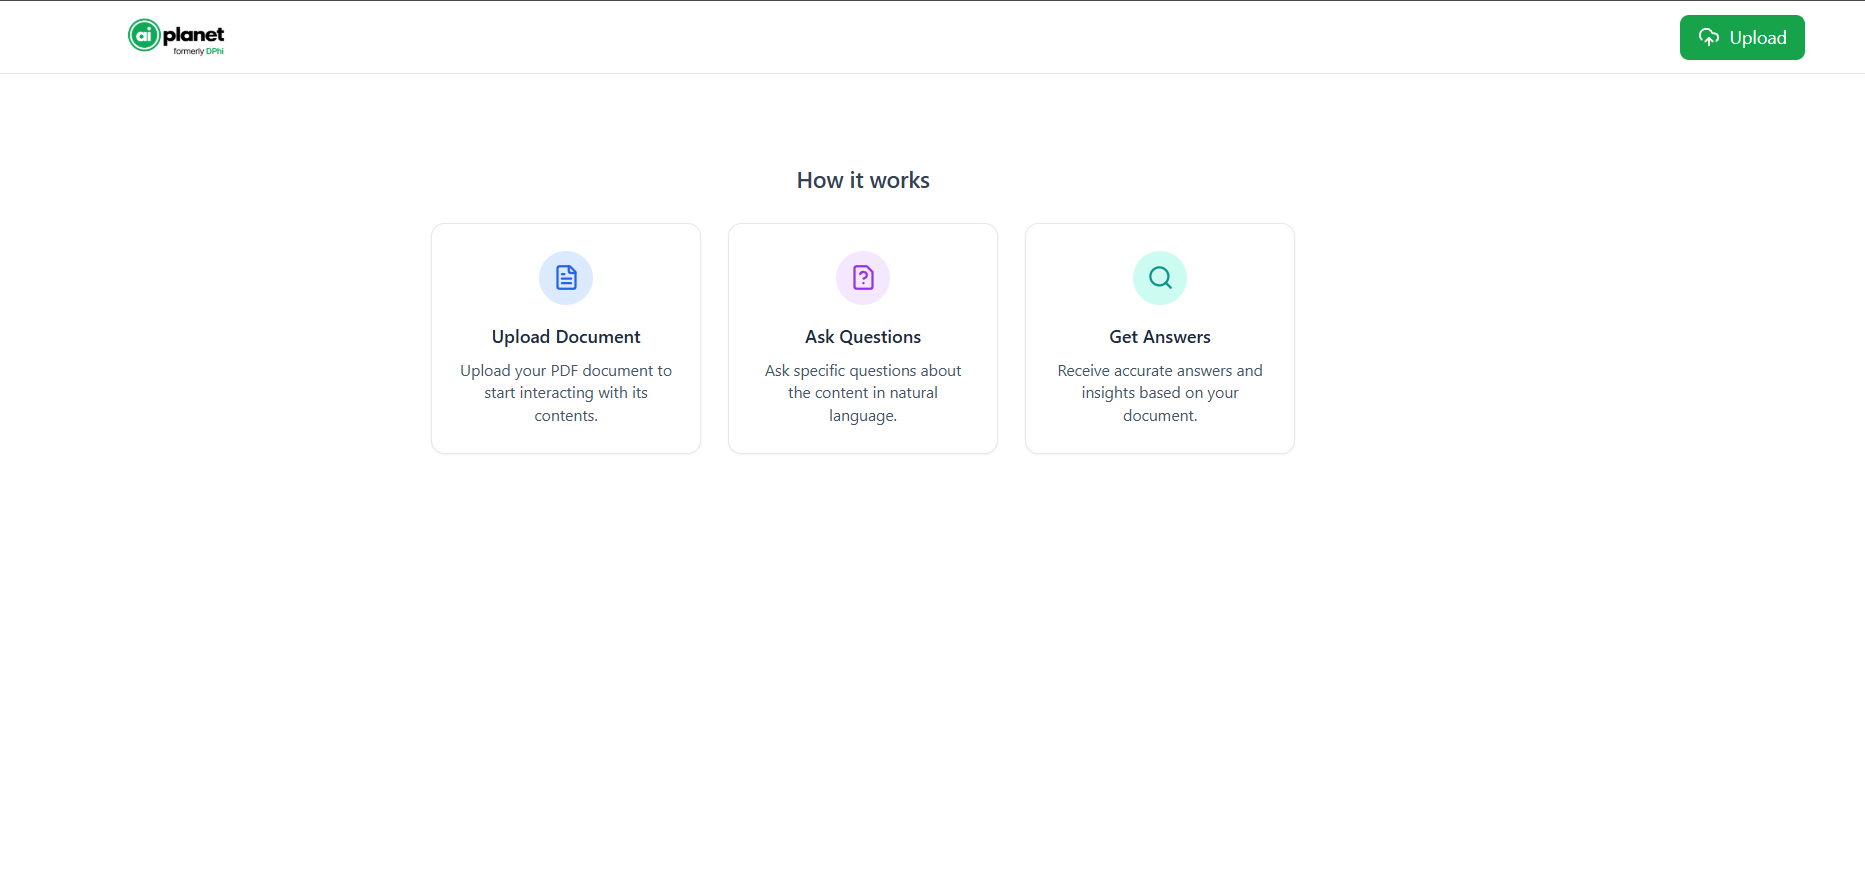 ai planet
formerly DPhi
Upload
How it works
Upload Document
Upload your PDF document to
start interacting with its
contents.
?
Ask Questions
Ask specific questions about
the content in natural
language.
Get Answers
Receive accurate answers and
insights based on your
document.